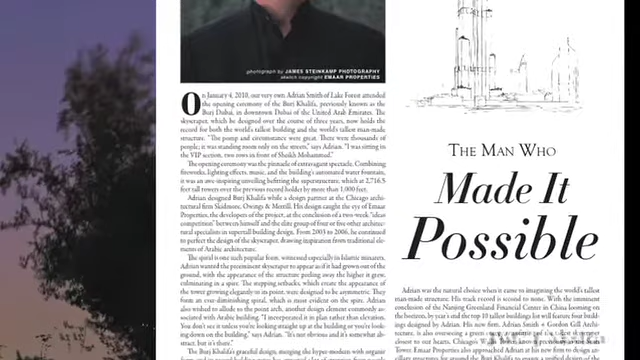 photograph by JAMES STEINKAMP PHOTOGRAPHY
sketch copyright EMAAR PROPERTIES
On January 4, 2010, our very own Adrian Smith of Lake Forest attended
the opening ceremony of the Burj Khalifa, previously known as the
Burj Dubai, in downtown Dubai of the United Arab Emirates. The
skyscraper, which he designed over the course of three years, now holds the
record for both the world's tallest building and the world's tallest man-made
structure. "The pomp and circumstance were great. There were thousands of
people; it was standing room only on the stream," says Adrian. "I was sitting in
the VIP section, two rows in front of Sheikh Mohammad."
The opening ceremony was the pinnacle of extravagant spectacle. Combining
fireworks, lighting effects, music, and the building's automated water fountain,
it was an awe-inspiring unveiling befitting the superstructure, which at 2,716.5
feet tall towers over the previous record holder by more than 1,000 feet.
Adrian designed Burj Khalifa while a design partner at the Chicago architec-
tural firm Skidmore, Owings & Merrill. His design caught the eye of Emaar
Properties, the developers of the project, at the conclusion of a two-week "ideas
competition" between himself and the elite group of four or five other architec-
tural specialists in supertall building design. From 2003 to 2006, he continued
to perfect the design of the skyscraper, drawing inspiration from traditional ele-
ments of Arabic architecture.
The spiral is one such popular form, witnessed especially in Islamic minarets.
Adrian wanted the preeminent skyscraper to appear as if it had grown out of the
ground, with the appearance of the structure peeling away the higher it grew,
culminating in a spire. The stepping setbacks, which create the appearance of
the tower growing elegantly to its point, were designed to be asymmetric. They
form an ever-diminishing spiral, which is most evident on the spire. Adrian
also wished to allude to the point arch, another design element commonly as-
sociated with Arabic building. "I incorporated it in plan rather than elevation.
You don't see it unless you're looking straight up at the building or you're look-
ing down on the building," says Adrian. "It's not obvious and it's somewhat ab-
stract, but it's there."
The Burj Khalifa's graceful design, merging the hyper-modern with organic
THE MAN WHO
Made It
Possible
Adrian was the natural choice when it came to imagining the world's tallest
man-made structure. His track record is second to none. With the imminent
conclusion of the Nanjing Greenland Financial Center in China looming on
the horizon, by year's end the top 10 tallest buildings list will feature four build-
ings designed by Adrian. His new firm, Adrian Smith + Gordon Gill Archi-
tecture, is also overseeing a green
closest to our hearts, Chicago's
Tower. Emaar Properties also approached Adrian's new firm to design an